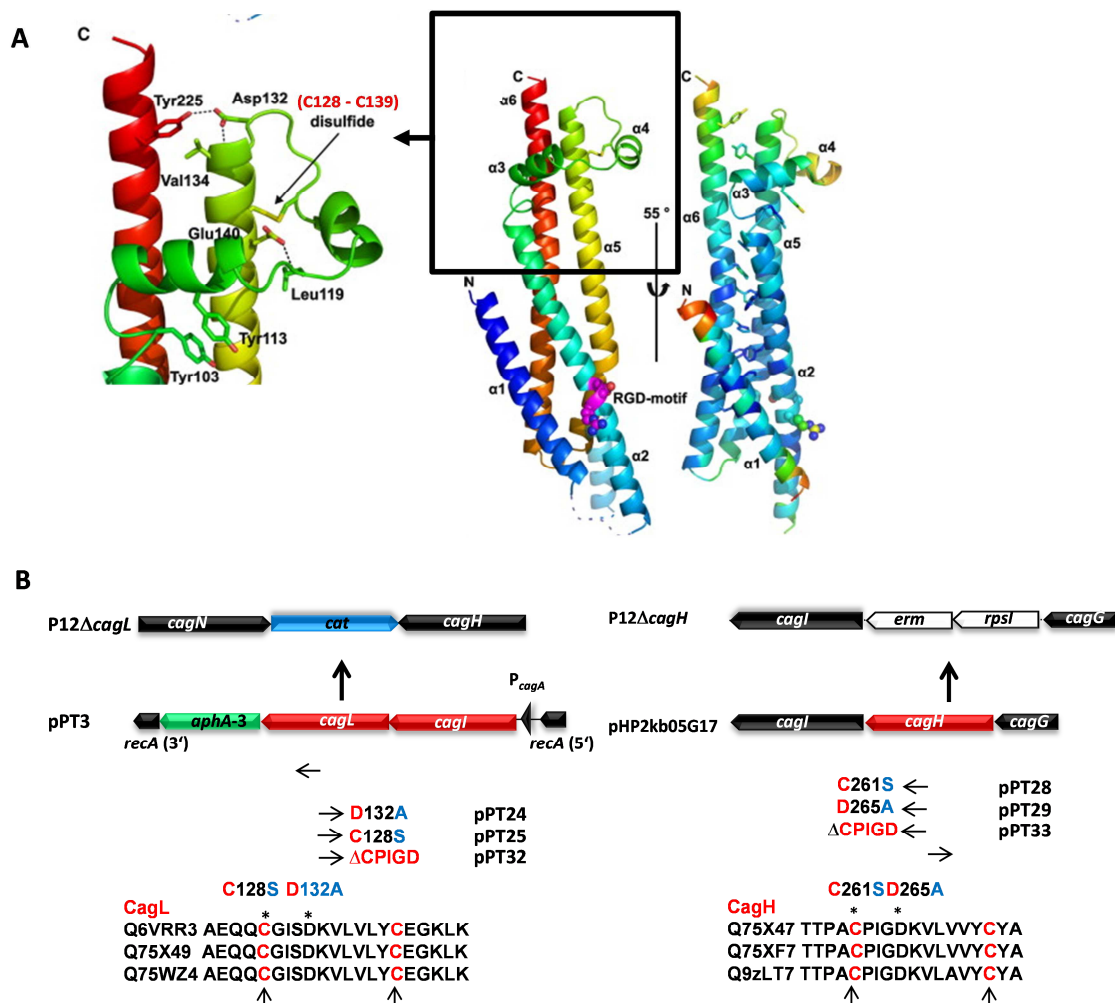 A
C
Tyr225
Asp132
(C128 - C139)
disulfide
Val134
Glu140
Leu119
Tyr113
Tyr103
C
α6
α4
α3
α5
N
α1
RGD-motif
α2
55 °
C
α4
α3
α6
α5
N
α2
α1
B
P12ΔcagL cagN cat cagH
PcagA
pPT3 aphA-3 cagL cagI
recA (3‘) recA (5‘)
D132A pPT24
C128S pPT25
ΔCPIGD pPT32
C128S D132A
CagL * *
Q6VRR3 AEQQCGISDKVLVLYCEGKLK
Q75X49 AEQQCGISDKVLVLYCEGKLK
Q75WZ4 AEQQCGISDKVLVLYCEGKLK
P12ΔcagH cagI erm rpsl cagG
pHP2kb05G17 cagI cagH cagG
C261S pPT28
D265A pPT29
ΔCPIGD pPT33
C261S D265A
CagH * *
Q75X47 TTPACPIGDKVLVVYCYA
Q75XF7 TTPACPIGDKVLVVYCYA
Q9zLT7 TTPACPIGDKVLAVYCYA